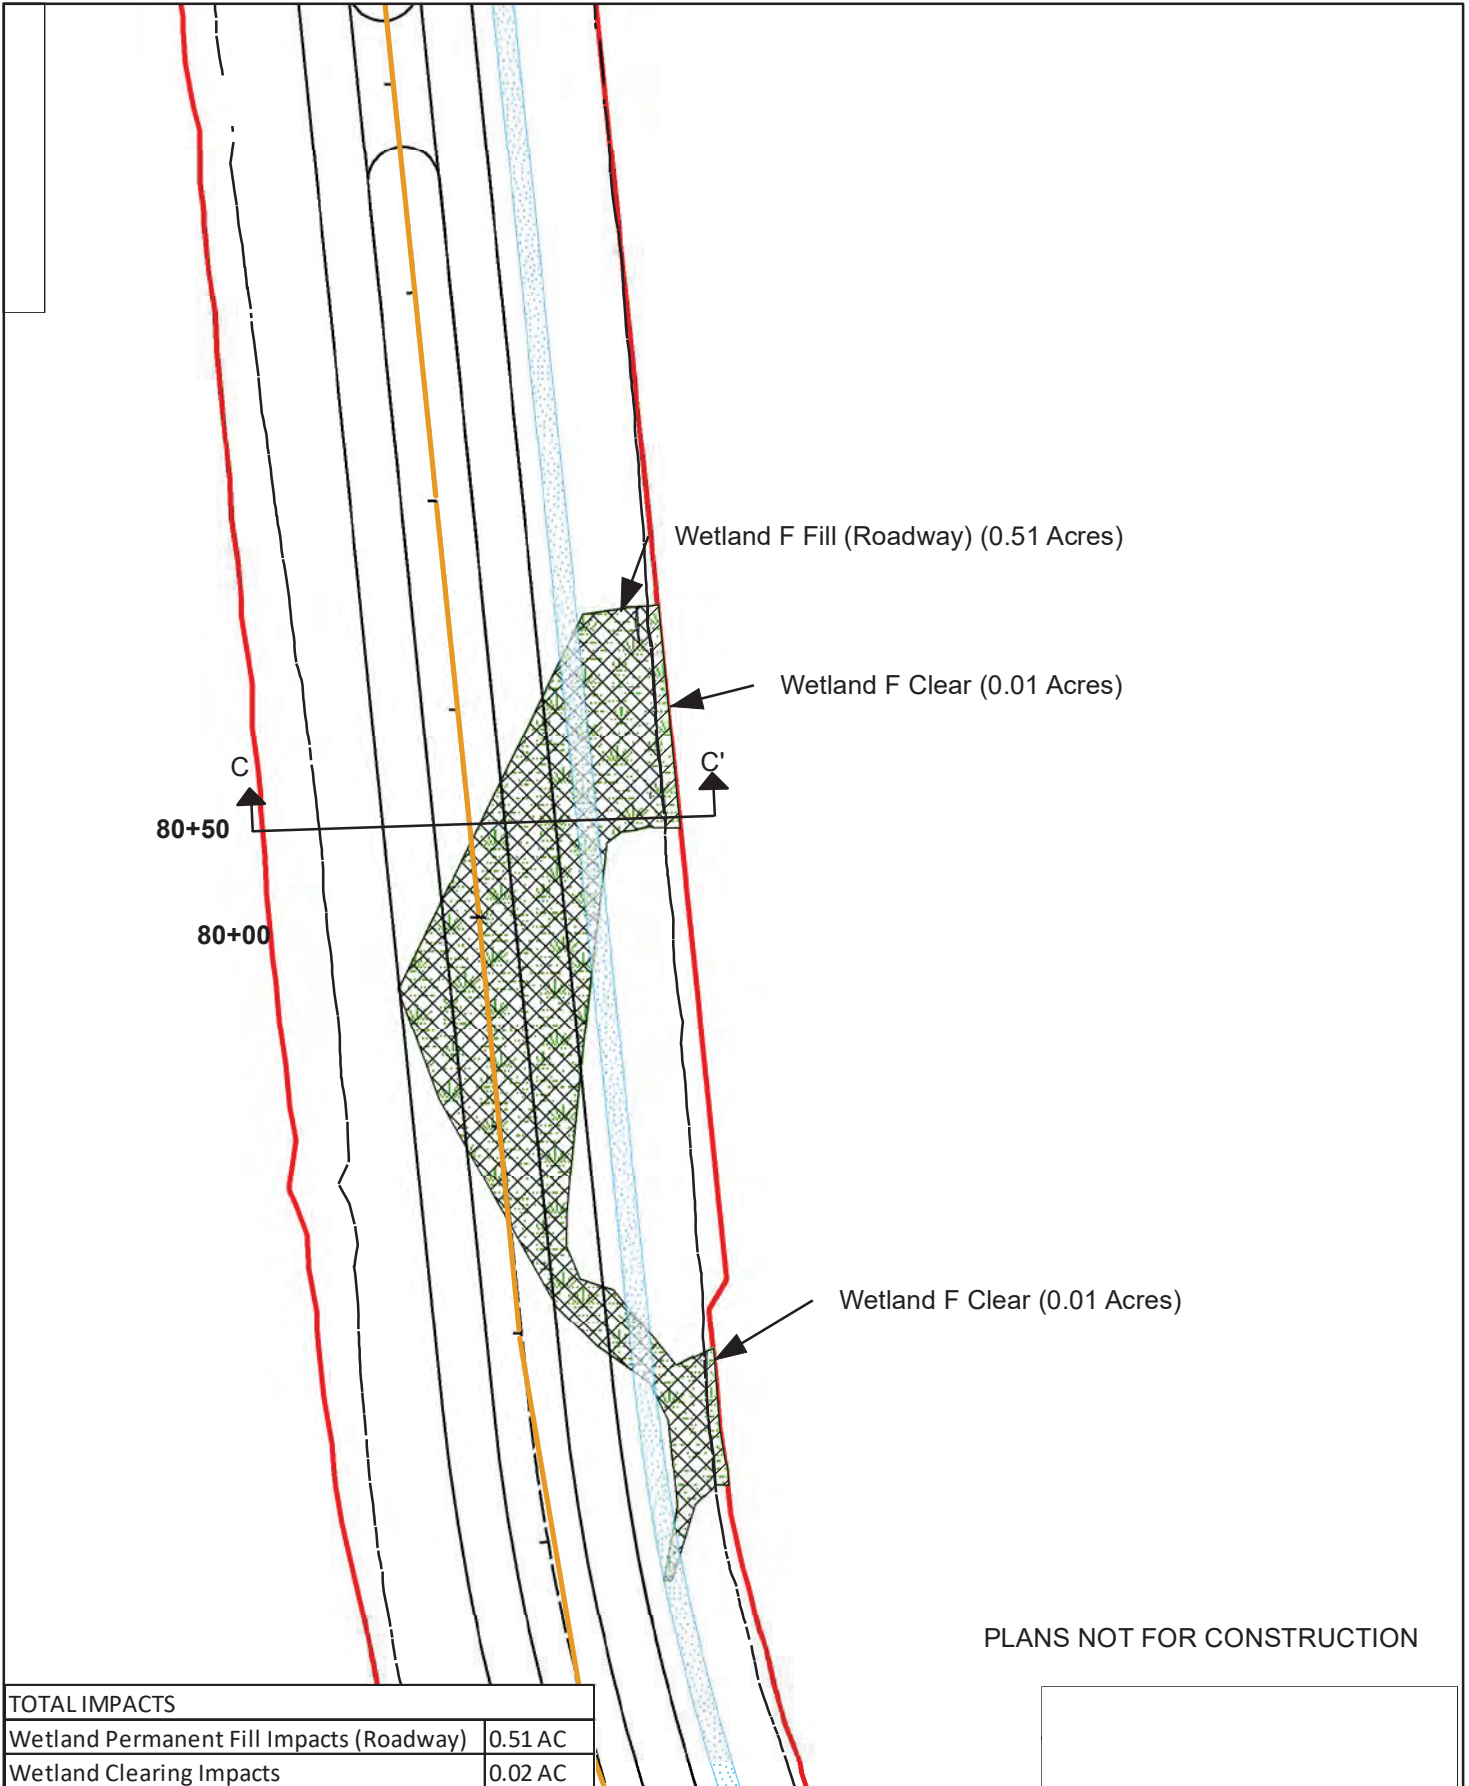 Wetland F Fill (Roadway) (0.51 Acres)
Wetland F Clear (0.01 Acres)
C
C'
80+50
80+00
Wetland F Clear (0.01 Acres)
PLANS NOT FOR CONSTRUCTION
TOTAL IMPACTS
Wetland Permanent Fill Impacts (Roadway) 0.51 AC
Wetland Clearing Impacts 0.02 AC